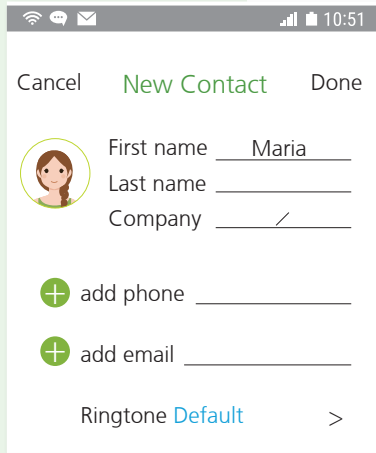 10:51
Cancel New Contact Done
First name Maria
Last name
Company /
add phone
add email
Ringtone Default >